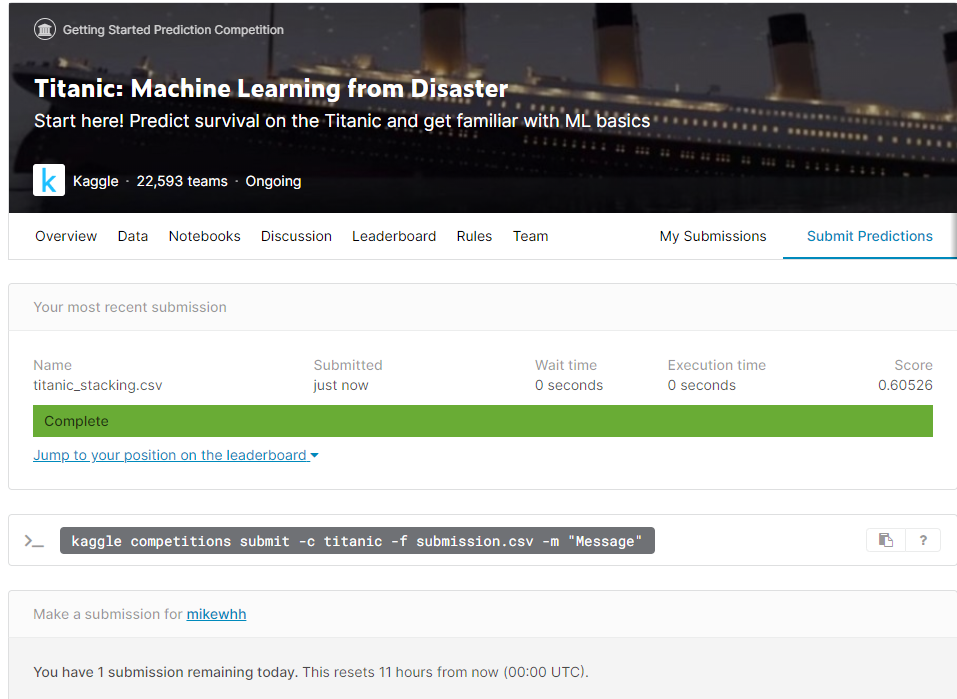 Getting Started Prediction Competition
Titanic: Machine Learning from Disaster
Start here! Predict survival on the Titanic and get familiar with ML basics
k Kaggle · 22,593 teams · Ongoing
Overview Data Notebooks Discussion Leaderboard Rules Team My Submissions Submit Predictions
Your most recent submission
Name Submitted Wait time Execution time Score
titanic_stacking.csv just now 0 seconds 0 seconds 0.60526
Complete
Jump to your position on the leaderboard
>_ kaggle competitions submit -c titanic -f submission.csv -m "Message" ?
Make a submission for mikewhh
You have 1 submission remaining today. This resets 11 hours from now (00:00 UTC).